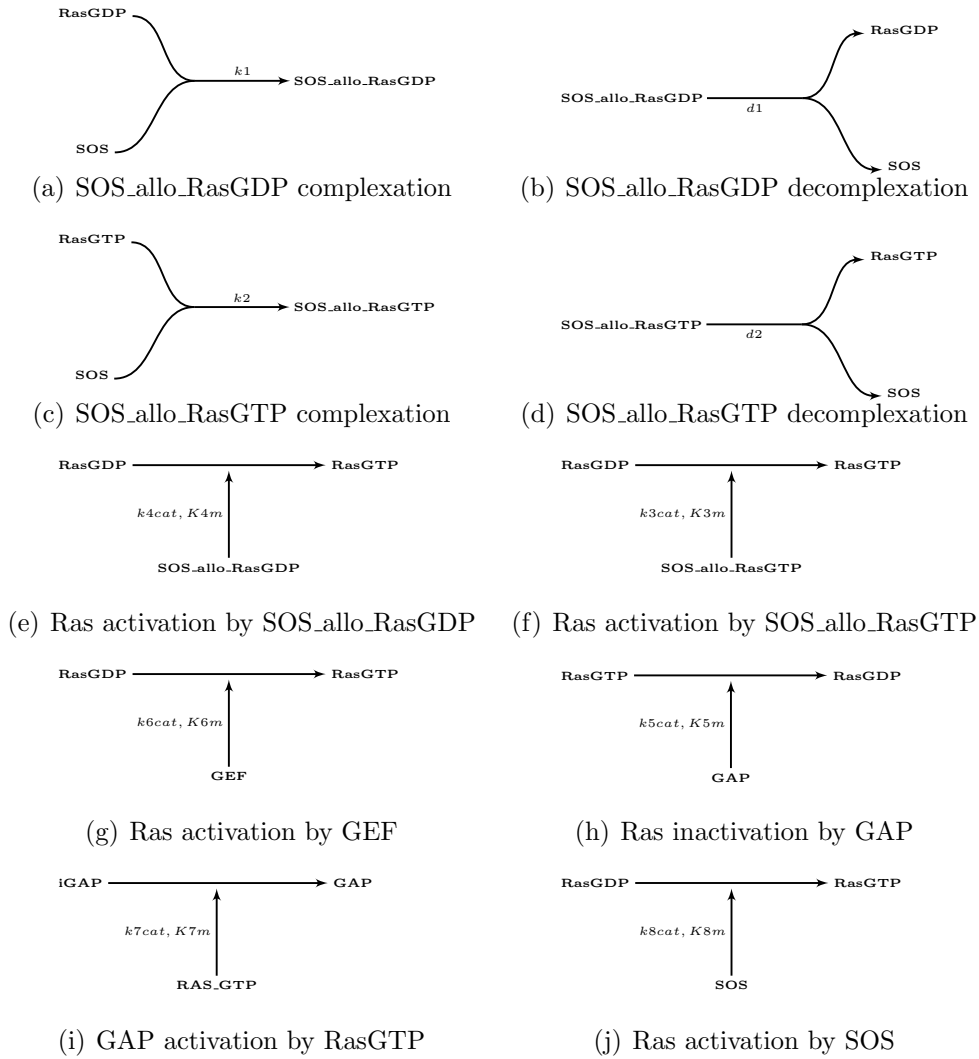 RasGDP
k1
SOS_allo_RasGDP
SOS
(a) SOS_allo_RasGDP complexation
RasGDP
SOS_allo_RasGDP
d1
SOS
(b) SOS_allo_RasGDP decomplexation
RasGTP
k2
SOS_allo_RasGTP
SOS
(c) SOS_allo_RasGTP complexation
RasGTP
SOS_allo_RasGTP
d2
SOS
(d) SOS_allo_RasGTP decomplexation
RasGDP RasGTP
k4cat, K4m
SOS_allo_RasGDP
(e) Ras activation by SOS_allo_RasGDP
RasGDP RasGTP
k3cat, K3m
SOS_allo_RasGTP
(f) Ras activation by SOS_allo_RasGTP
RasGDP RasGTP
k6cat, K6m
GEF
(g) Ras activation by GEF
RasGTP RasGDP
k5cat, K5m
GAP
(h) Ras inactivation by GAP
iGAP GAP
k7cat, K7m
RAS_GTP
(i) GAP activation by RasGTP
RasGDP RasGTP
k8cat, K8m
SOS
(j) Ras activation by SOS